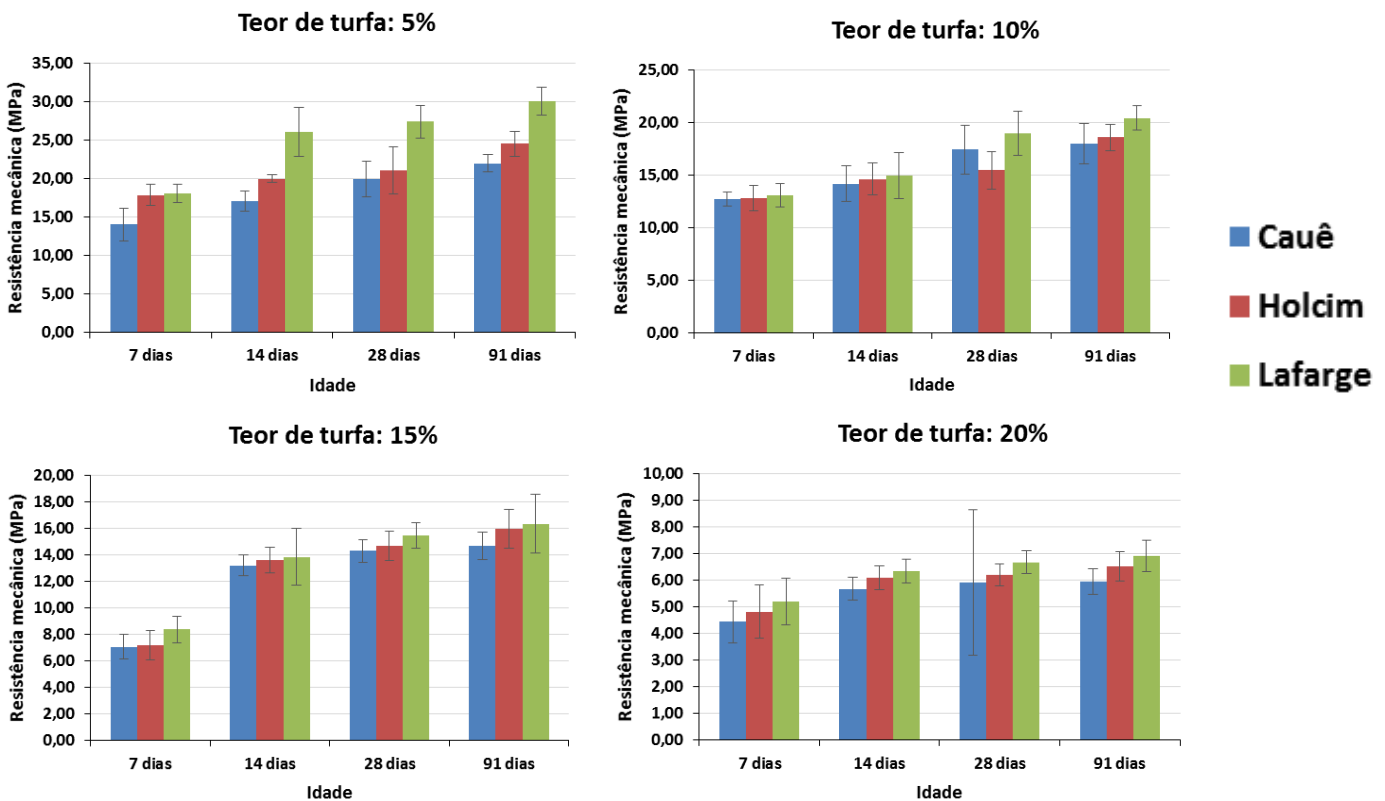 Teor de turfa: 5%
Resistência mecânica (MPa)
35,00
30,00
25,00
20,00
15,00
10,00
5,00
0,00
7 dias 14 dias 28 dias 91 dias
Idade
Teor de turfa: 10%
Resistência mecânica (MPa)
25,00
20,00
15,00
10,00
5,00
0,00
7 dias 14 dias 28 dias 91 dias
Idade
Cauê
Holcim
Lafarge
Teor de turfa: 15%
Resistência mecânica (MPa)
20,00
18,00
16,00
14,00
12,00
10,00
8,00
6,00
4,00
2,00
0,00
7 dias 14 dias 28 dias 91 dias
Idade
Teor de turfa: 20%
Resistência mecânica (MPa)
10,00
9,00
8,00
7,00
6,00
5,00
4,00
3,00
2,00
1,00
0,00
7 dias 14 dias 28 dias 91 dias
Idade